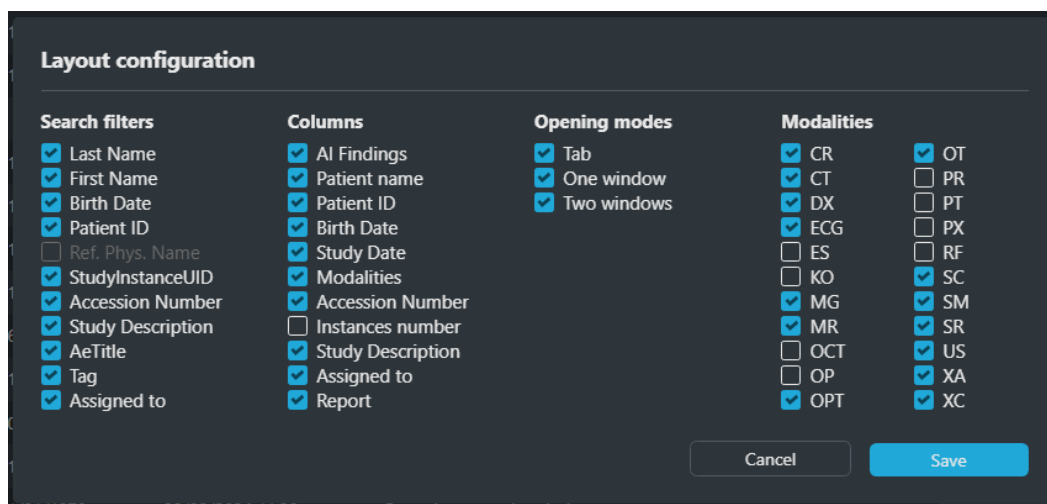 Layout configuration
Search filters
Last Name
First Name
Birth Date
Patient ID
Ref. Phys. Name
StudyInstanceUID
Accession Number
Study Description
AeTitle
Tag
Assigned to
Columns
AI Findings
Patient name
Patient ID
Birth Date
Study Date
Modalities
Accession Number
Instances number
Study Description
Assigned to
Report
Opening modes
Tab
One window
Two windows
Modalities
CR
CT
DX
ECG
ES
KO
MG
MR
OCT
OP
OPT
OT
PR
PT
PX
RF
SC
SM
SR
US
XA
XC
Cancel
Save